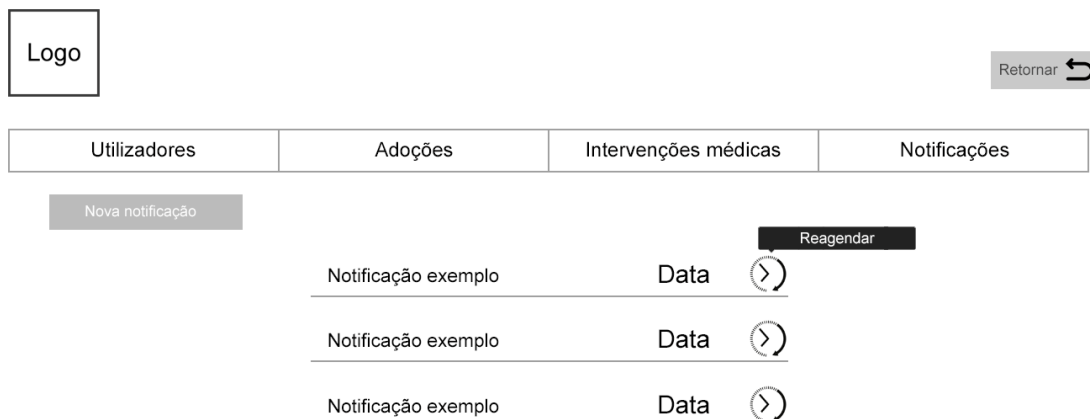 Logo
Retornar
Utilizadores Adoções Intervenções médicas Notificações
Nova notificação
Reagendar
Notificação exemplo Data
Notificação exemplo Data
Notificação exemplo Data